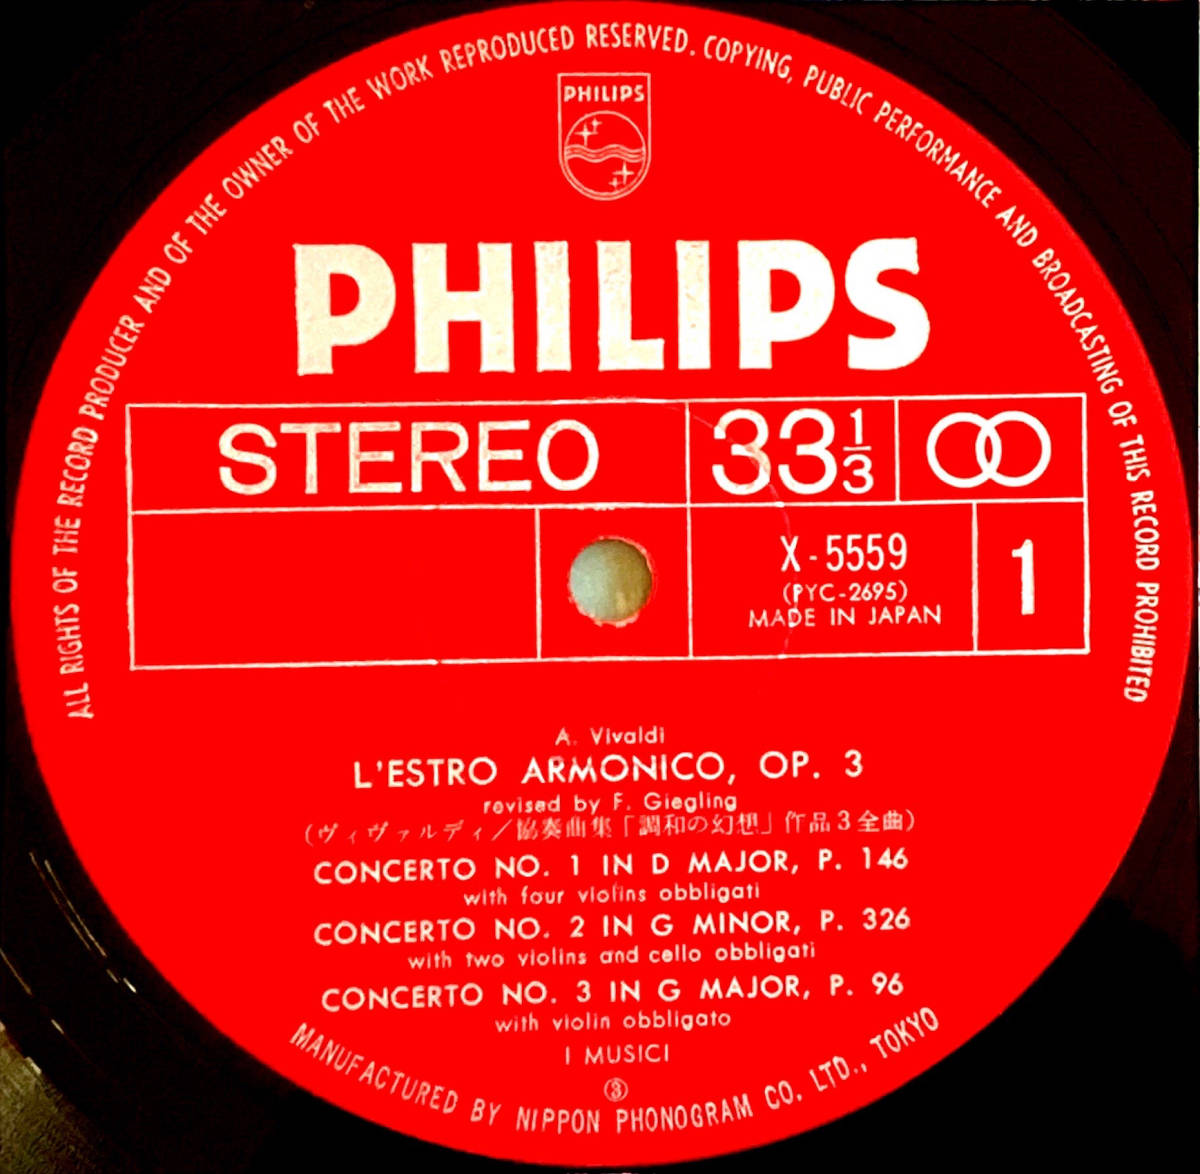 ALL RIGHTS OF THE RECORD PRODUCER AND OF THE OWNER OF THE WORK REPRODUCED RESERVED. COPYING, PUBLIC PERFORMANCE AND BROADCASTING OF THIS RECORD PROHIBITED
PHILIPS
PHILIPS
STEREO 33 1/3
X-5559
(PYC-2695)
MADE IN JAPAN
1
A. Vivaldi
L'ESTRO ARMONICO, OP. 3
revised by F. Giegling
(ヴィヴァルディ/協奏曲集「調和の幻想」作品3全曲)
CONCERTO NO. 1 IN D MAJOR, P. 146
with four violins obbligati
CONCERTO NO. 2 IN G MINOR, P. 326
with two violins and cello obbligati
CONCERTO NO. 3 IN G MAJOR, P. 96
with violin obbligato
I MUSICI
③
MANUFACTURED BY NIPPON PHONOGRAM CO. LTD., TOKYO